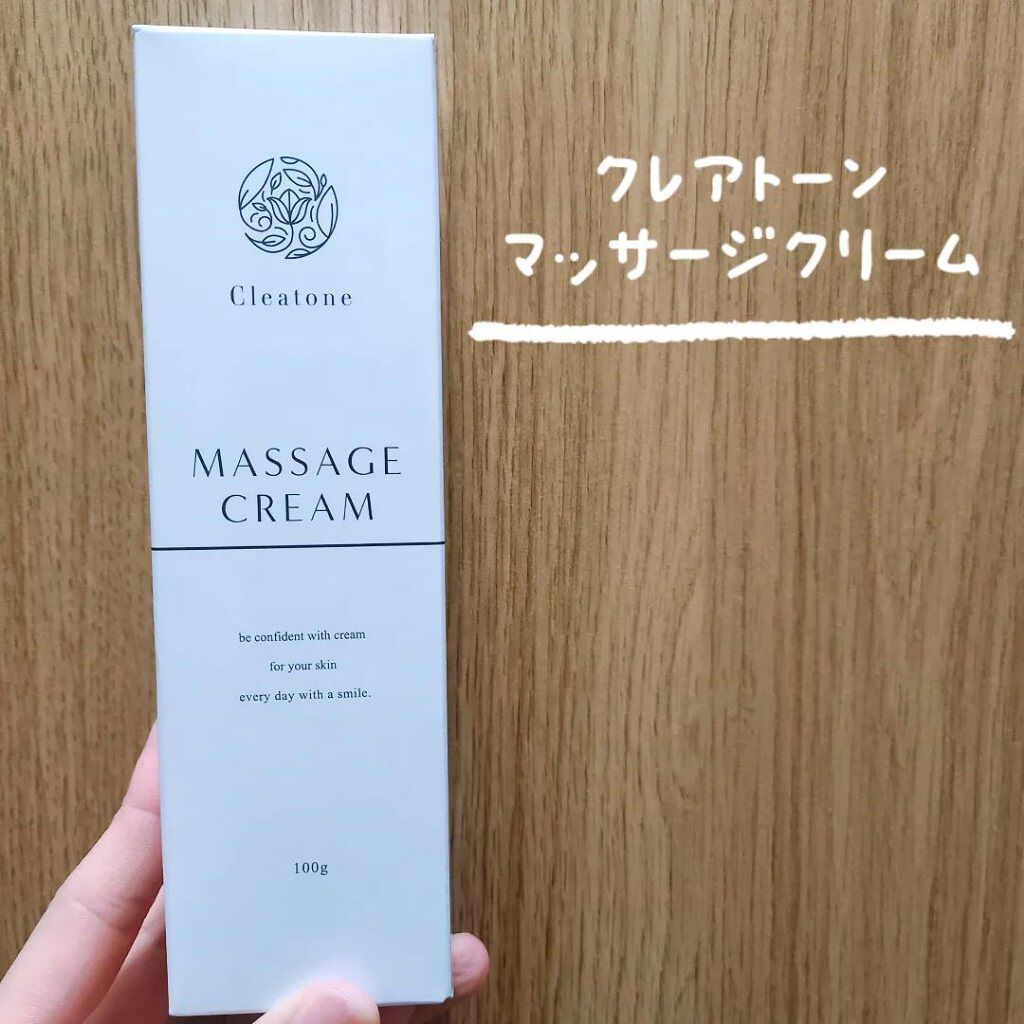 Cleatone
MASSAGE
CREAM
be confident with cream
for your skin
every day with a smile.
100g
クレアトーン
マッサージクリーム